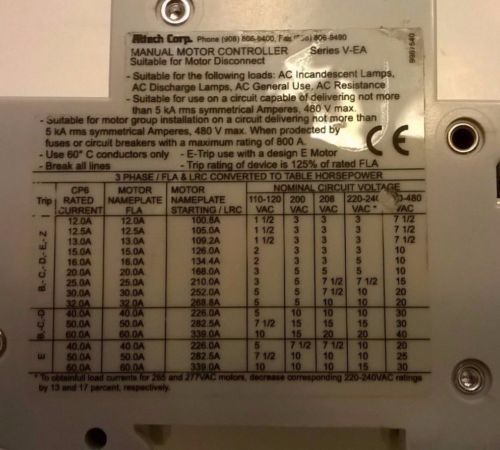 Altech Corp. Phone (908) 806-9400, Fax 806-9490
MANUAL MOTOR CONTROLLER Series V-EA
Suitable for Motor Disconnect
- Suitable for the following loads: AC Incandescent Lamps,
AC Discharge Lamps, AC General Use, AC Resistance
- Suitable for use on a circuit capable of delivering not more
than 5 kA rms symmetrical Amperes, 480 V max.
- Suitable for motor group installation on a circuit delivering not more than
5 kA rms symmetrical Amperes, 480 V max. When protected by
fuses or circuit breakers with a maximum rating of 800 A.
- Use 60° C conductors only - E-Trip use with a design E Motor
- Break all lines - Trip rating of device is 125% of rated FLA
CE
3 PHASE / FLA & LRC CONVERTED TO TABLE HORSEPOWER
Trip CP6 RATED CURRENT MOTOR NAMEPLATE FLA MOTOR NAMEPLATE STARTING / LRC NOMINAL CIRCUIT VOLTAGE
110-120 VAC 200 VAC 208 VAC 220-240 VAC * -480 VAC
B,- C,- D,- E,- Z
12.0A 12.0A 100.8A 1 1/2 3 3 3 7 1/2
12.5A 12.5A 105.0A 1 1/2 3 3 3 7 1/2
13.0A 13.0A 109.2A 1 1/2 3 3 3 7 1/2
15.0A 15.0A 126.0A 2 3 3 5 10
16.0A 16.0A 134.4A 2 3 3 5 10
20.0A 20.0A 168.0A 3 5 5 5 10
25.0A 25.0A 210.0A 3 5 7 1/2 7 1/2 15
30.0A 30.0A 252.0A 5 5 7 1/2 10 20
32.0A 32.0A 268.8A 5 5 10 10 20
B,-C,-D
40.0A 40.0A 226.0A 5 10 10 10 30
50.0A 50.0A 282.5A 7 1/2 15 15 15 30
60.0A 60.0A 339.0A 10 15 20 20 40
E
40.0A 40.0A 226.0A 5 7 1/2 7 1/2 10 20
50.0A 50.0A 282.5A 7 1/2 10 10 10 25
60.0A 60.0A 339.0A 10 10 10 15 30
* To obtainfull load currents for 265 and 277VAC motors, decrease corresponding 220-240VAC ratings
by 13 and 17 percent, respectively.